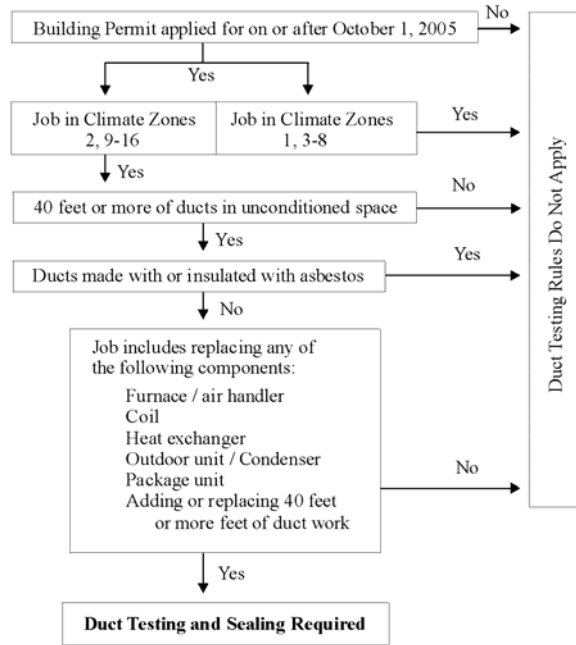 Building Permit applied for on or after October 1, 2005
No
Yes
Job in Climate Zones
2, 9-16
Job in Climate Zones
1, 3-8
Yes
Yes
40 feet or more of ducts in unconditioned space
No
Yes
Ducts made with or insulated with asbestos
Yes
No
Job includes replacing any of
the following components:
Furnace / air handler
Coil
Heat exchanger
Outdoor unit / Condenser
Package unit
Adding or replacing 40 feet
or more feet of duct work
No
Yes
Duct Testing and Sealing Required
Duct Testing Rules Do Not Apply